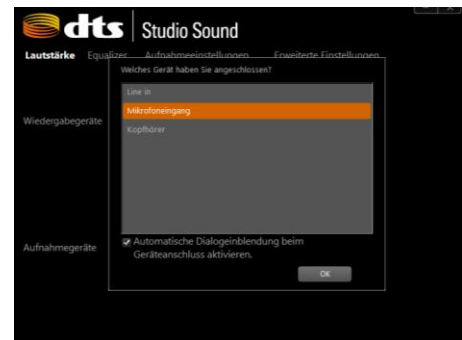 dts Studio Sound
Lautstärke Equalizer Aufnahmeeinstellungen Erweiterte Einstellungen
Welches Gerät haben Sie angeschlossen?
Line in
Mikrofoneingang
Wiedergabegeräte
Kopfhörer
Aufnahmegeräte
Automatische Dialogeinblendung beim
Geräteanschluss aktivieren.
OK